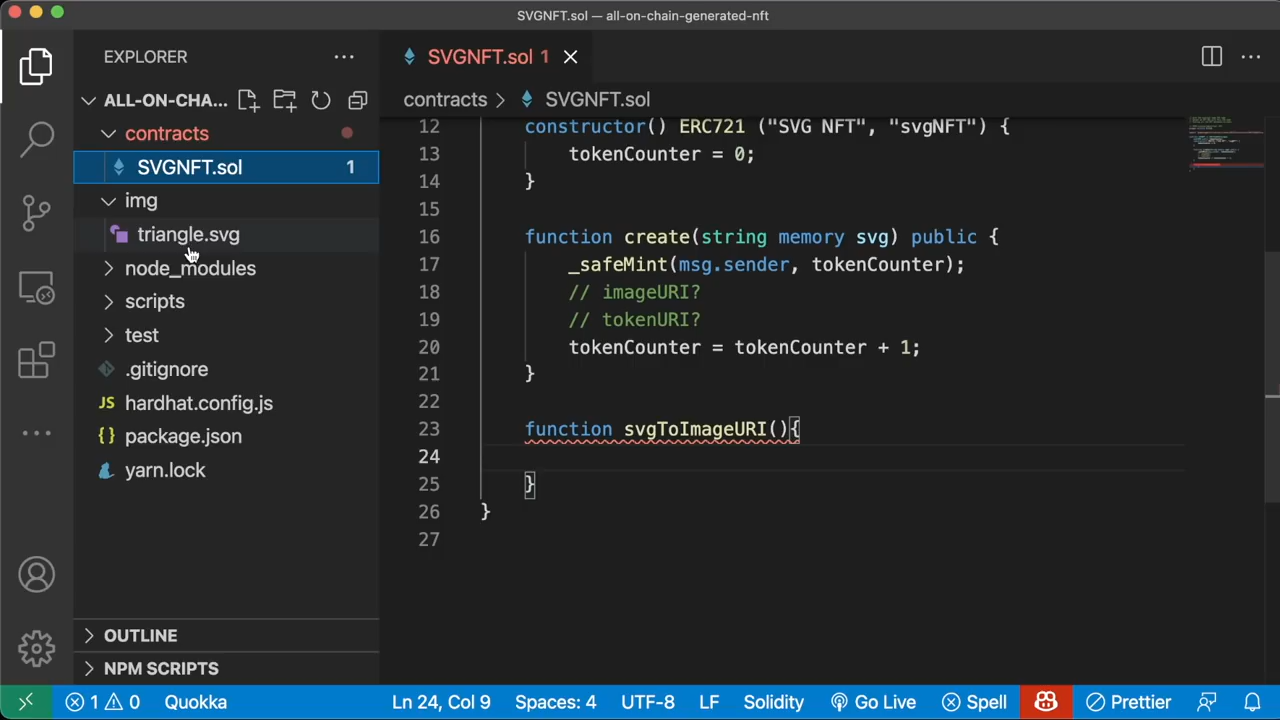 SVGNFT.sol — all-on-chain-generated-nft
EXPLORER
ALL-ON-CHA...
contracts
SVGNFT.sol 1
img
triangle.svg
node_modules
scripts
test
.gitignore
JS hardhat.config.js
{} package.json
yarn.lock
OUTLINE
NPM SCRIPTS
SVGNFT.sol 1
contracts > SVGNFT.sol
12 constructor() ERC721 ("SVG NFT", "svgNFT") {
13 tokenCounter = 0;
14 }
15
16 function create(string memory svg) public {
17 _safeMint(msg.sender, tokenCounter);
18 // imageURI?
19 // tokenURI?
20 tokenCounter = tokenCounter + 1;
21 }
22
23 function svgToImageURI(){
24
25 }
26 }
27
1 0 Quokka Ln 24, Col 9 Spaces: 4 UTF-8 LF Solidity Go Live Spell Prettier